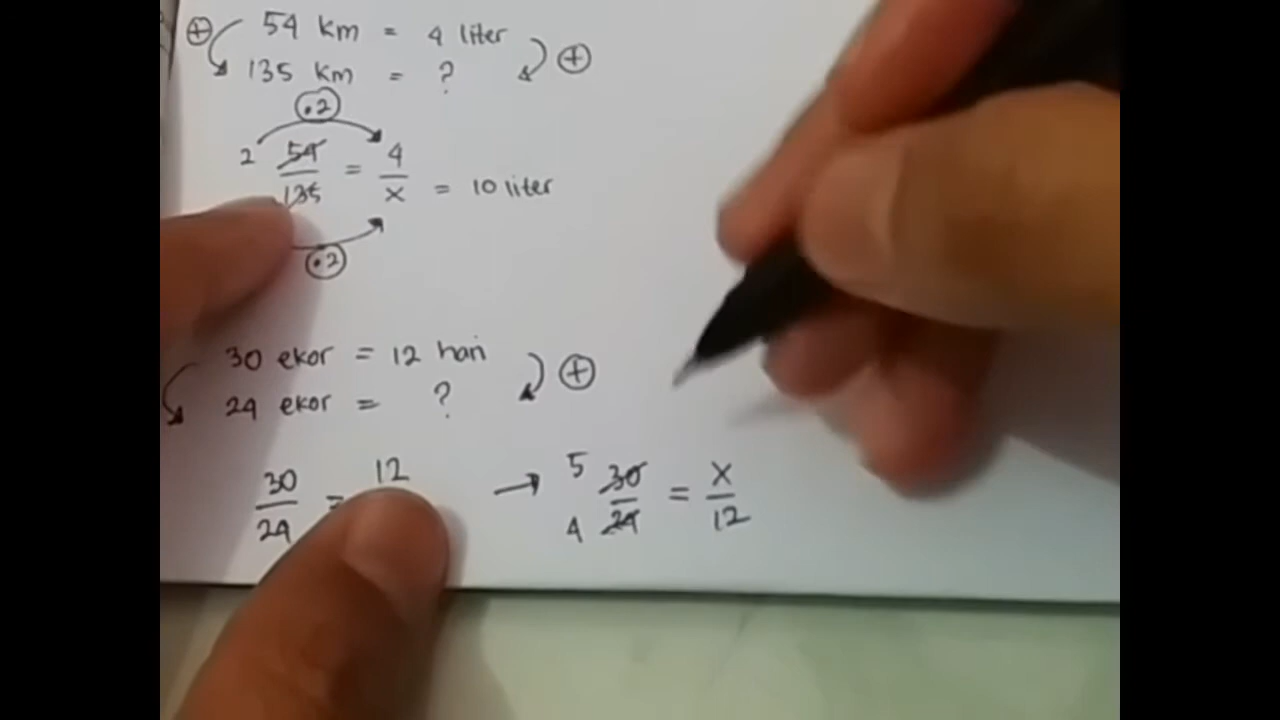 ⊕ 54 km = 4 liter ⊕
135 km = ?
.2
2 54/135 = 4/x = 10 liter
.2
30 ekor = 12 hari ⊕
24 ekor = ?
30/24 = 12 → 5 30/4 24 = x/12